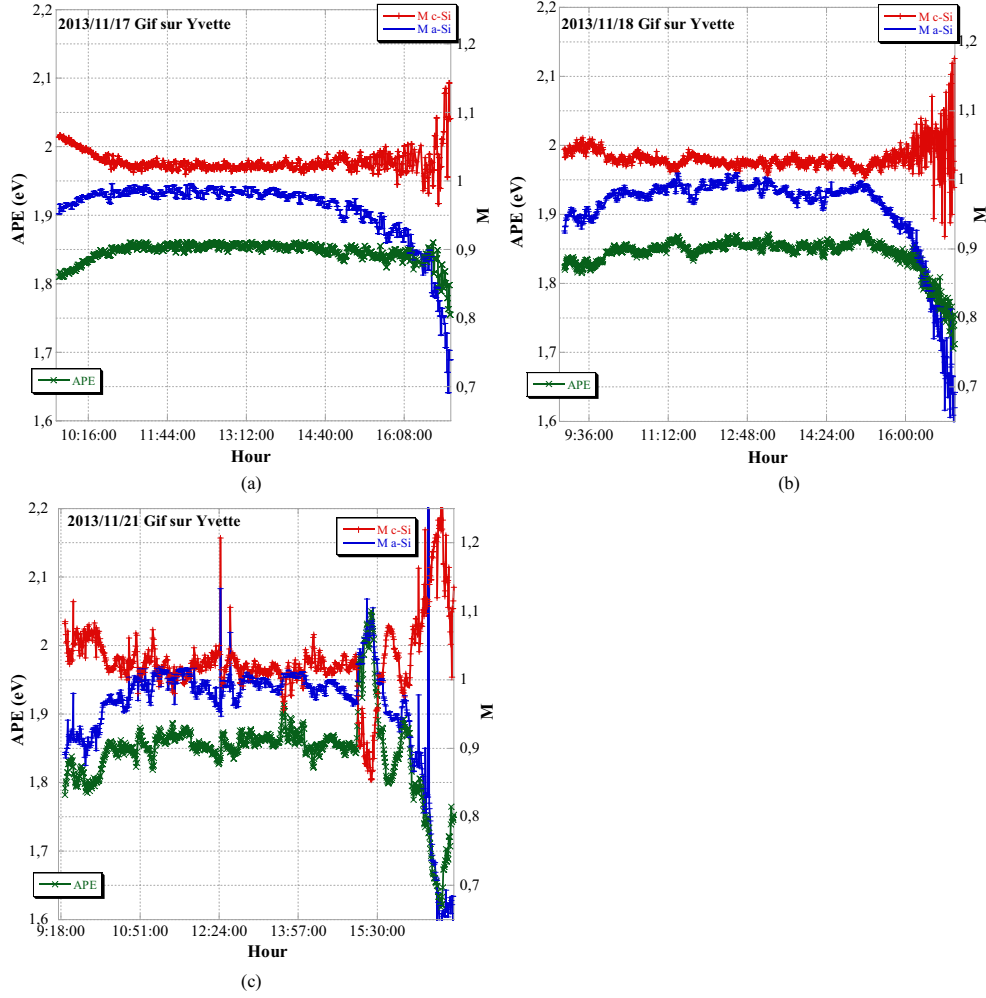 2013/11/17 Gif sur Yvette
M c-Si
M a-Si
2,2
2,1
2
1,9
1,8
1,7
1,6
APE (eV)
1,2
1,1
1
0,9
0,8
0,7
M
APE
10:16:00 11:44:00 13:12:00 14:40:00 16:08:00
Hour
(a)
2013/11/18 Gif sur Yvette
M c-Si
M a-Si
2,2
2,1
2
1,9
1,8
1,7
1,6
APE (eV)
1,2
1,1
1
0,9
0,8
0,7
M
APE
9:36:00 11:12:00 12:48:00 14:24:00 16:00:00
Hour
(b)
2013/11/21 Gif sur Yvette
M c-Si
M a-Si
2,2
2,1
2
1,9
1,8
1,7
1,6
APE (eV)
1,2
1,1
1
0,9
0,8
0,7
M
APE
9:18:00 10:51:00 12:24:00 13:57:00 15:30:00
Hour
(c)